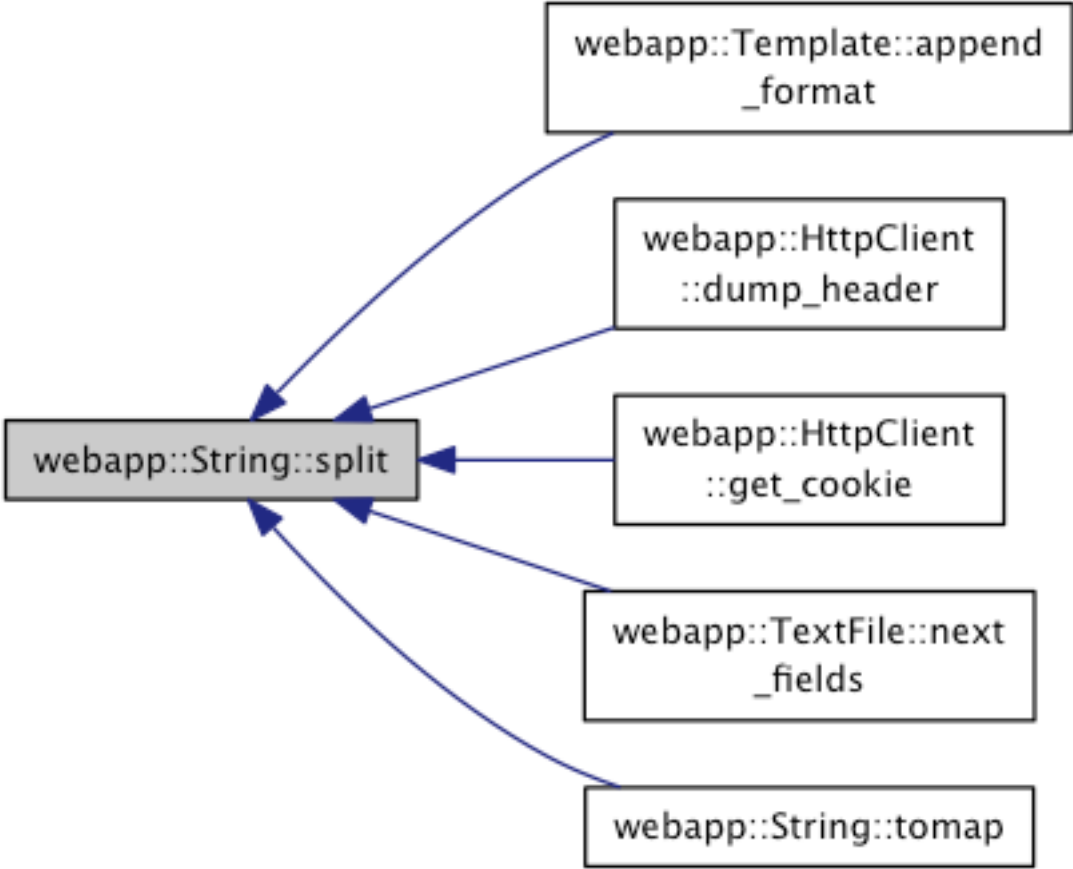 webapp::Template::append
_format
webapp::HttpClient
::dump_header
webapp::String::split
webapp::HttpClient
::get_cookie
webapp::TextFile::next
_fields
webapp::String::tomap